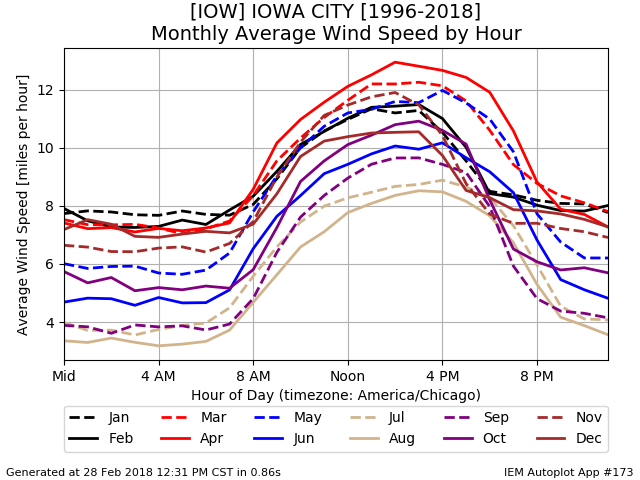 [IOW] IOWA CITY [1996-2018]
Monthly Average Wind Speed by Hour
Average Wind Speed [miles per hour]
12
10
8
6
4
Mid 4 AM 8 AM Noon 4 PM 8 PM
Hour of Day (timezone: America/Chicago)
Jan Mar May Jul Sep Nov
Feb Apr Jun Aug Oct Dec
Generated at 28 Feb 2018 12:31 PM CST in 0.86s IEM Autoplot App #173